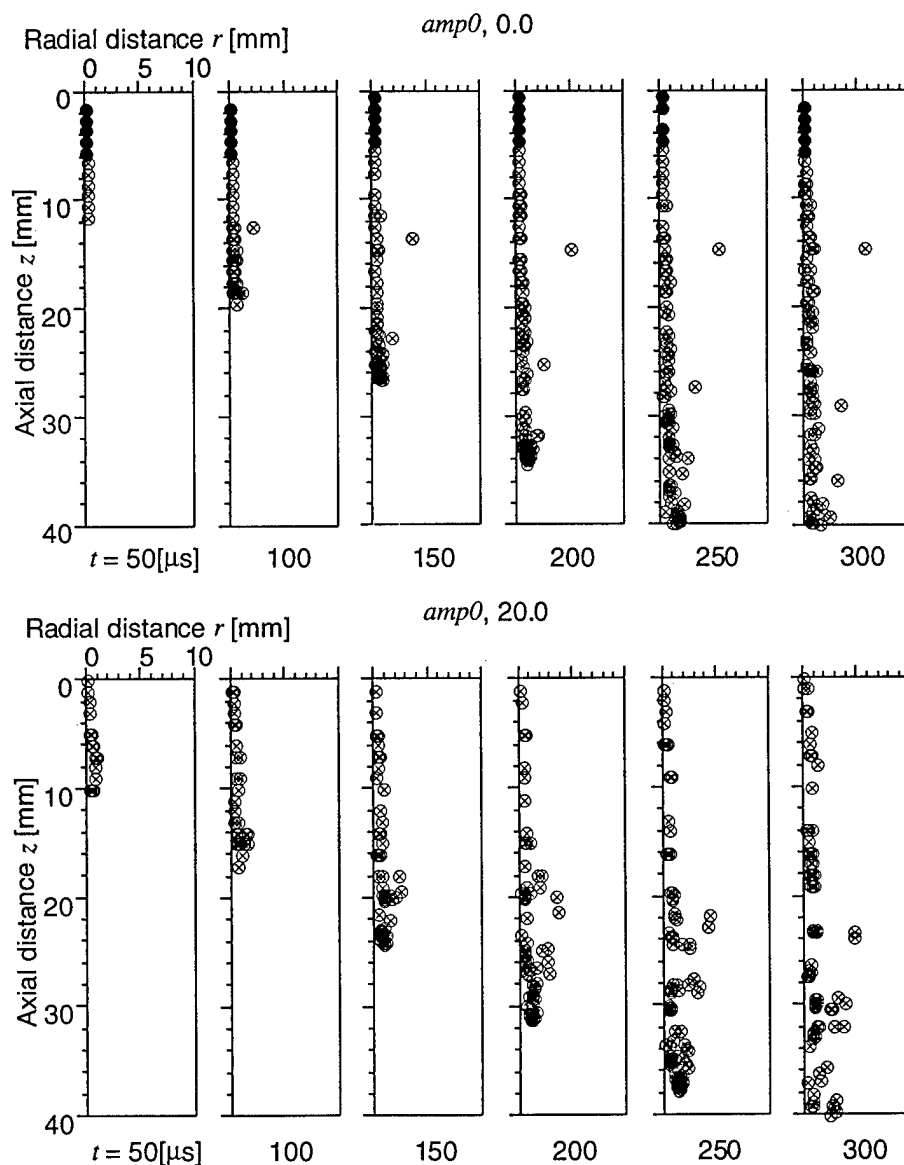 amp0, 0.0
Radial distance r [mm]
0 5 10
0
10
20
30
40
Axial distance z [mm]
t = 50[μs] 100 150 200 250 300
amp0, 20.0
Radial distance r [mm]
0 5 10
0
10
20
30
40
Axial distance z [mm]
t = 50[μs] 100 150 200 250 300